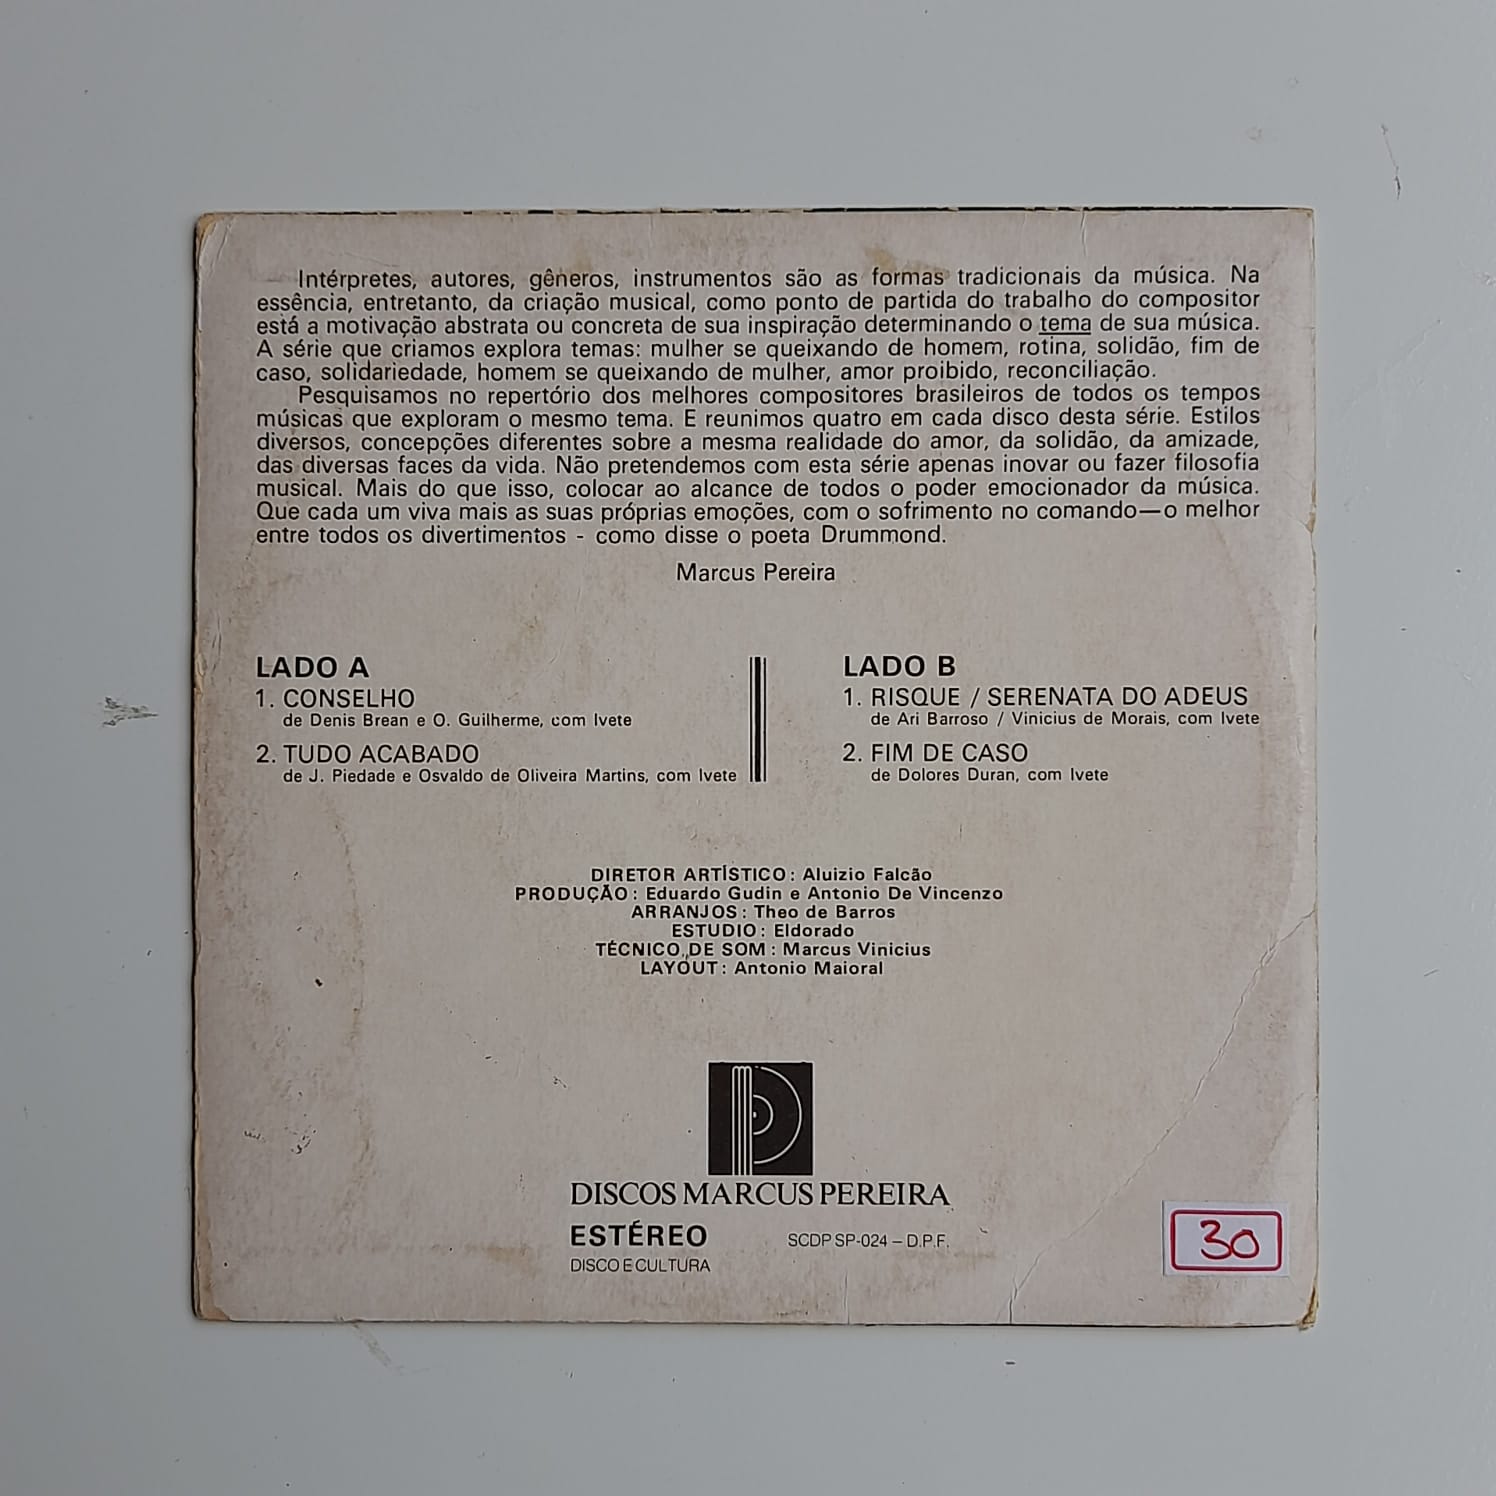 Intérpretes, autores, gêneros, instrumentos são as formas tradicionais da música. Na
essência, entretanto, da criação musical, como ponto de partida do trabalho do compositor
está a motivação abstrata ou concreta de sua inspiração determinando o tema de sua música.
A série que criamos explora temas: mulher se queixando de homem, rotina, solidão, fim de
caso, solidariedade, homem se queixando de mulher, amor proibido, reconciliação.
Pesquisamos no repertório dos melhores compositores brasileiros de todos os tempos
músicas que exploram o mesmo tema. E reunimos quatro em cada disco desta série. Estilos
diversos, concepções diferentes sobre a mesma realidade do amor, da solidão, da amizade,
das diversas faces da vida. Não pretendemos com esta série apenas inovar ou fazer filosofia
musical. Mais do que isso, colocar ao alcance de todos o poder emocionador da música.
Que cada um viva mais as suas próprias emoções, com o sofrimento no comando—o melhor
entre todos os divertimentos - como disse o poeta Drummond.
Marcus Pereira
LADO A
1. CONSELHO
de Denis Brean e O. Guilherme, com Ivete
2. TUDO ACABADO
de J. Piedade e Osvaldo de Oliveira Martins, com Ivete
LADO B
1. RISQUE / SERENATA DO ADEUS
de Ari Barroso / Vinicius de Morais, com Ivete
2. FIM DE CASO
de Dolores Duran, com Ivete
DIRETOR ARTÍSTICO: Aluizio Falcão
PRODUÇÃO: Eduardo Gudin e Antonio De Vincenzo
ARRANJOS: Theo de Barros
ESTUDIO: Eldorado
TÉCNICO DE SOM: Marcus Vinicius
LAYOUT: Antonio Maioral
DISCOS MARCUS PEREIRA
ESTÉREO
SCDP SP-024 – D.P.F.
DISCO E CULTURA
30